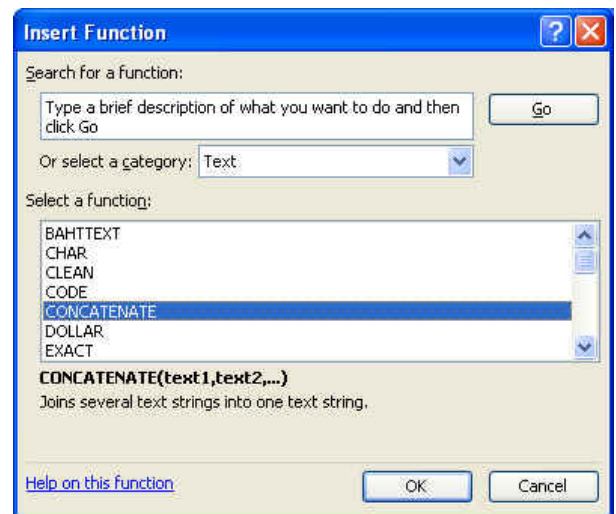 Insert Function
Search for a function:
Type a brief description of what you want to do and then
click Go
Go
Or select a category: Text
Select a function:
BAHTTEXT
CHAR
CLEAN
CODE
CONCATENATE
DOLLAR
EXACT
CONCATENATE(text1,text2,...)
Joins several text strings into one text string.
Help on this function
OK
Cancel